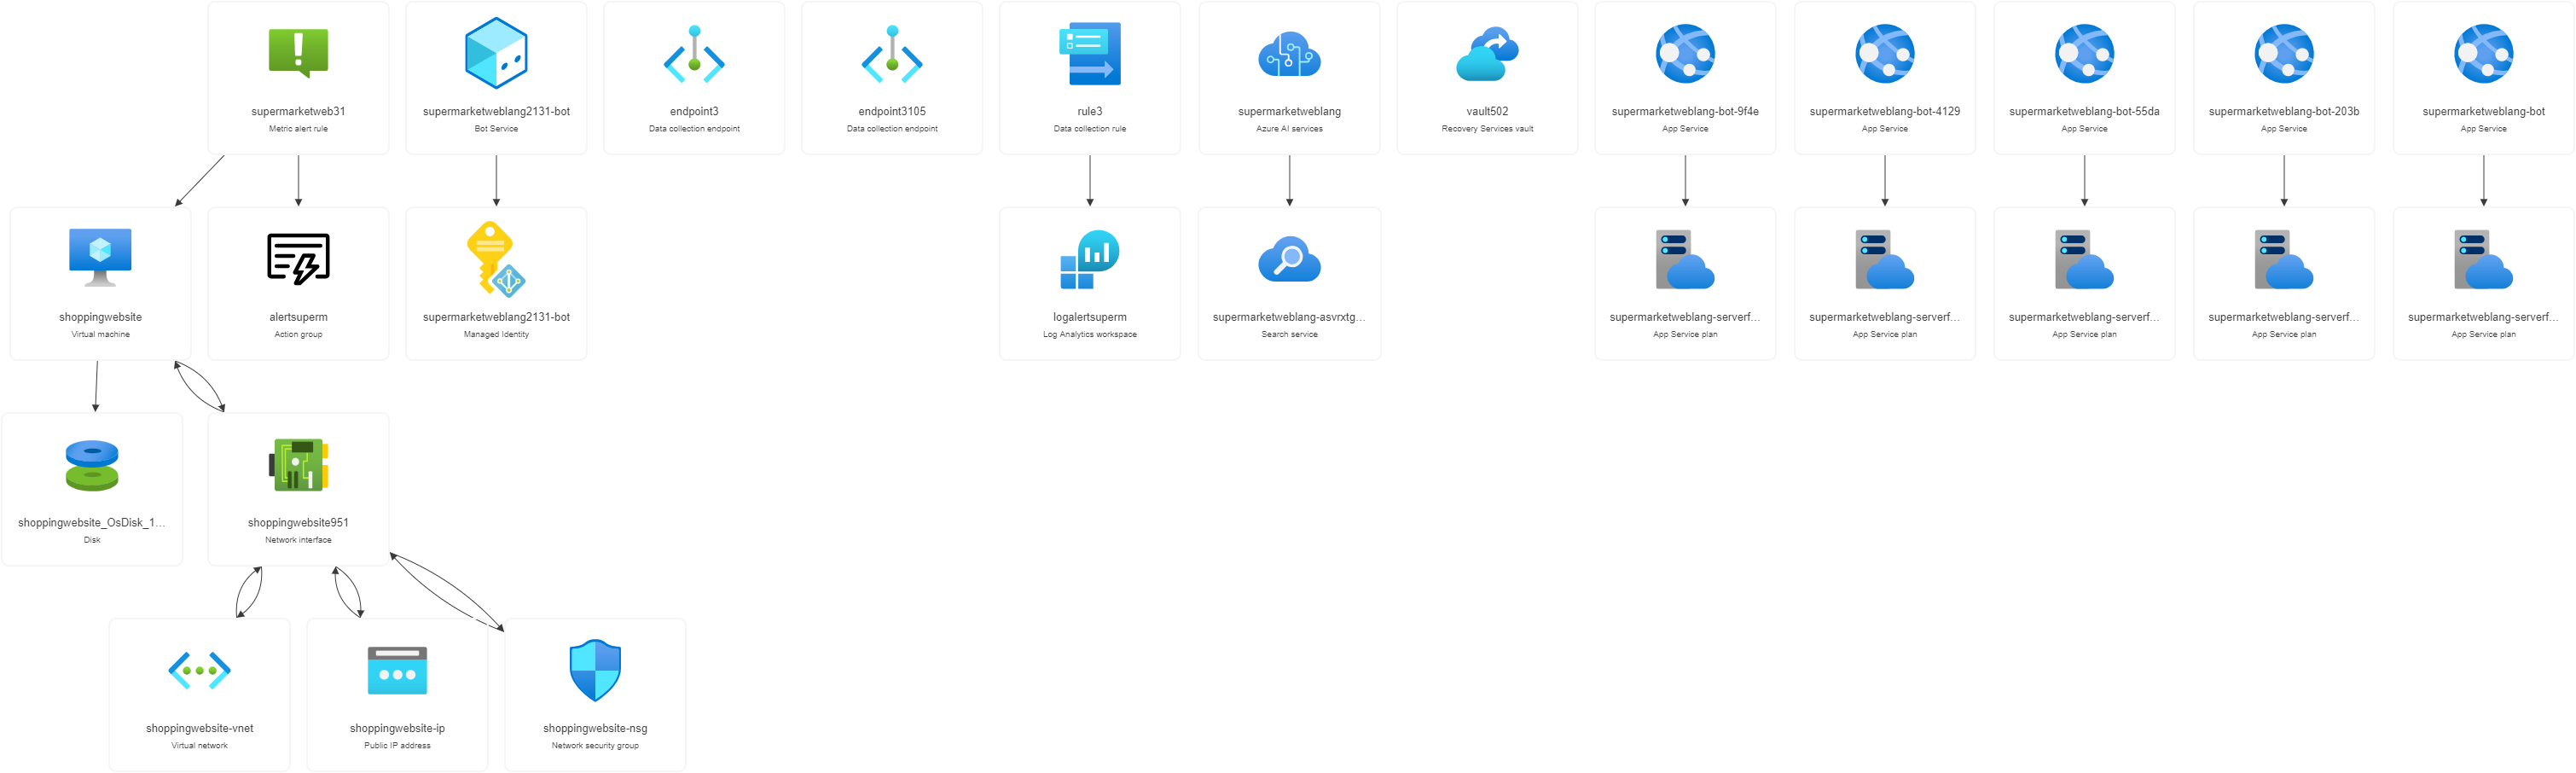 supermarketweb31
Metric alert rule
supermarketweblang2131-bot
Bot Service
endpoint3
Data collection endpoint
endpoint3105
Data collection endpoint
rule3
Data collection rule
supermarketweblang
Azure AI services
vault502
Recovery Services vault
supermarketweblang-bot-9f4e
App Service
supermarketweblang-bot-4129
App Service
supermarketweblang-bot-55da
App Service
supermarketweblang-bot-203b
App Service
supermarketweblang-bot
App Service
shoppingwebsite
Virtual machine
alertsuperm
Action group
supermarketweblang2131-bot
Managed Identity
logalertsuperm
Log Analytics workspace
supermarketweblang-asvrxtg...
Search service
supermarketweblang-serverf...
App Service plan
supermarketweblang-serverf...
App Service plan
supermarketweblang-serverf...
App Service plan
supermarketweblang-serverf...
App Service plan
supermarketweblang-serverf...
App Service plan
shoppingwebsite_OsDisk_1...
Disk
shoppingwebsite951
Network interface
shoppingwebsite-vnet
Virtual network
shoppingwebsite-ip
Public IP address
shoppingwebsite-nsg
Network security group